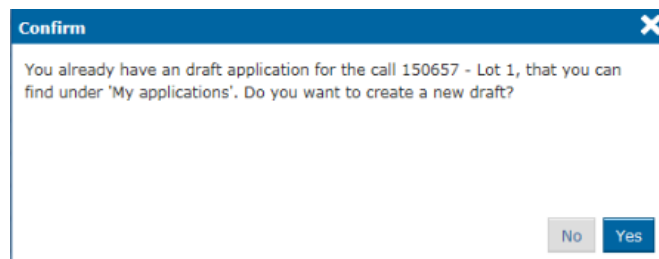 Confirm
You already have an draft application for the call 150657 - Lot 1, that you can
find under 'My applications'. Do you want to create a new draft?
No Yes